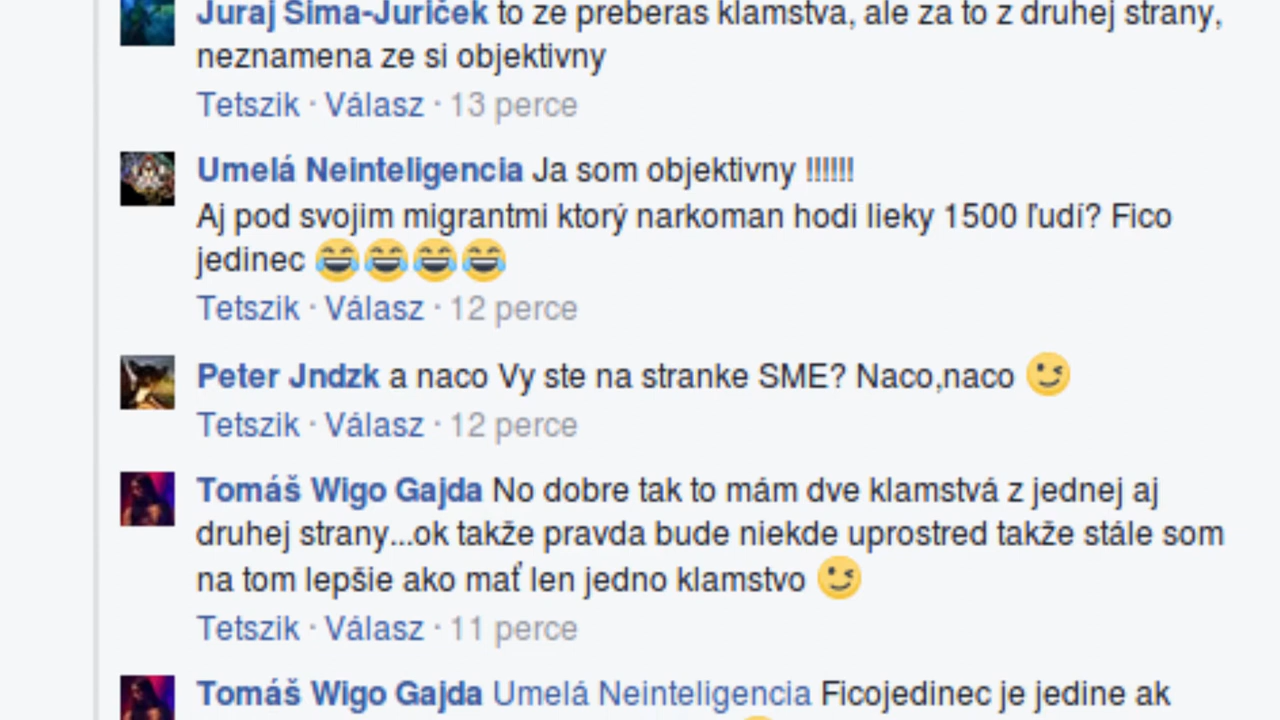 Juraj Šima-Juriček to ze preberas klamstva, ale za to z druhej strany,
neznamena ze si objektivny
Tetszik · Válasz · 13 perce
Umelá Neinteligencia Ja som objektivny !!!!!!
Aj pod svojim migrantmi ktorý narkoman hodi lieky 1500 ľudí? Fico
jedinec 😂😂😂😂
Tetszik · Válasz · 12 perce
Peter Jndzk a naco Vy ste na stranke SME? Naco,naco 😉
Tetszik · Válasz · 12 perce
Tomáš Wigo Gajda No dobre tak to mám dve klamstvá z jednej aj
druhej strany...ok takže pravda bude niekde uprostred takže stále som
na tom lepšie ako mať len jedno klamstvo 😉
Tetszik · Válasz · 11 perce
Tomáš Wigo Gajda Umelá Neinteligencia Ficojedinec je jedine ak